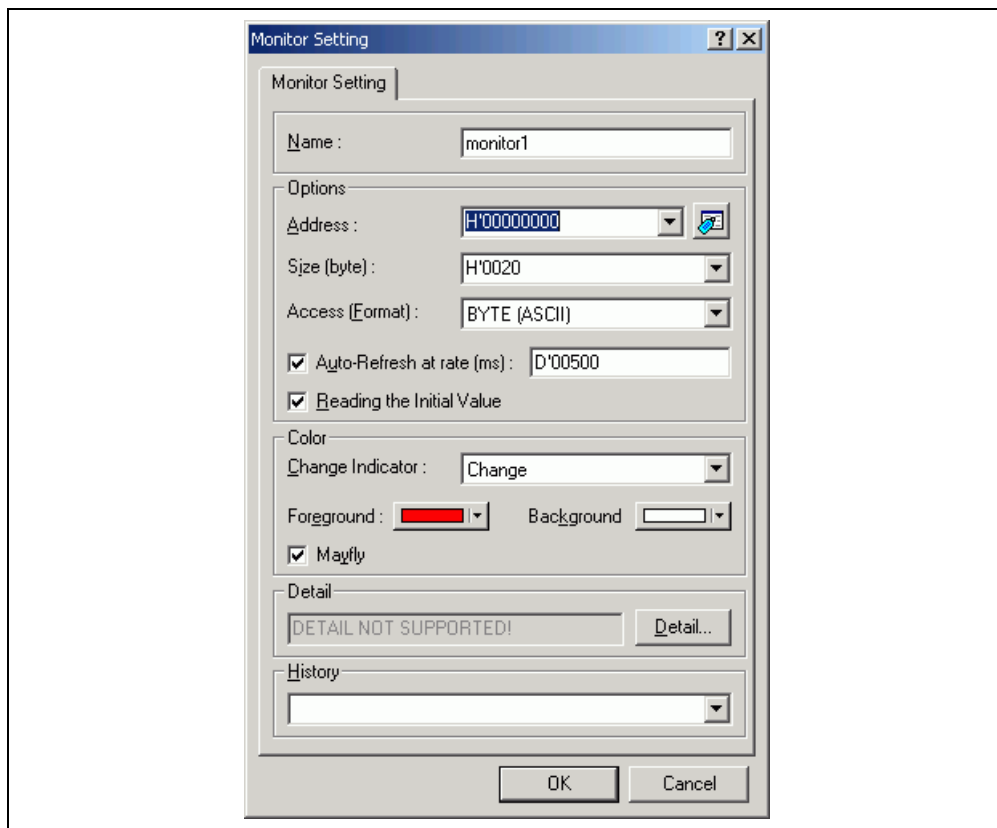 Monitor Setting
Monitor Setting
Name : monitor1
Options
Address : H'00000000
Size (byte) : H'0020
Access (Format) : BYTE (ASCII)
Auto-Refresh at rate (ms) : D'00500
Reading the Initial Value
Color
Change Indicator : Change
Foreground : Background
Mayfly
Detail
DETAIL NOT SUPPORTED! Detail...
History
OK Cancel